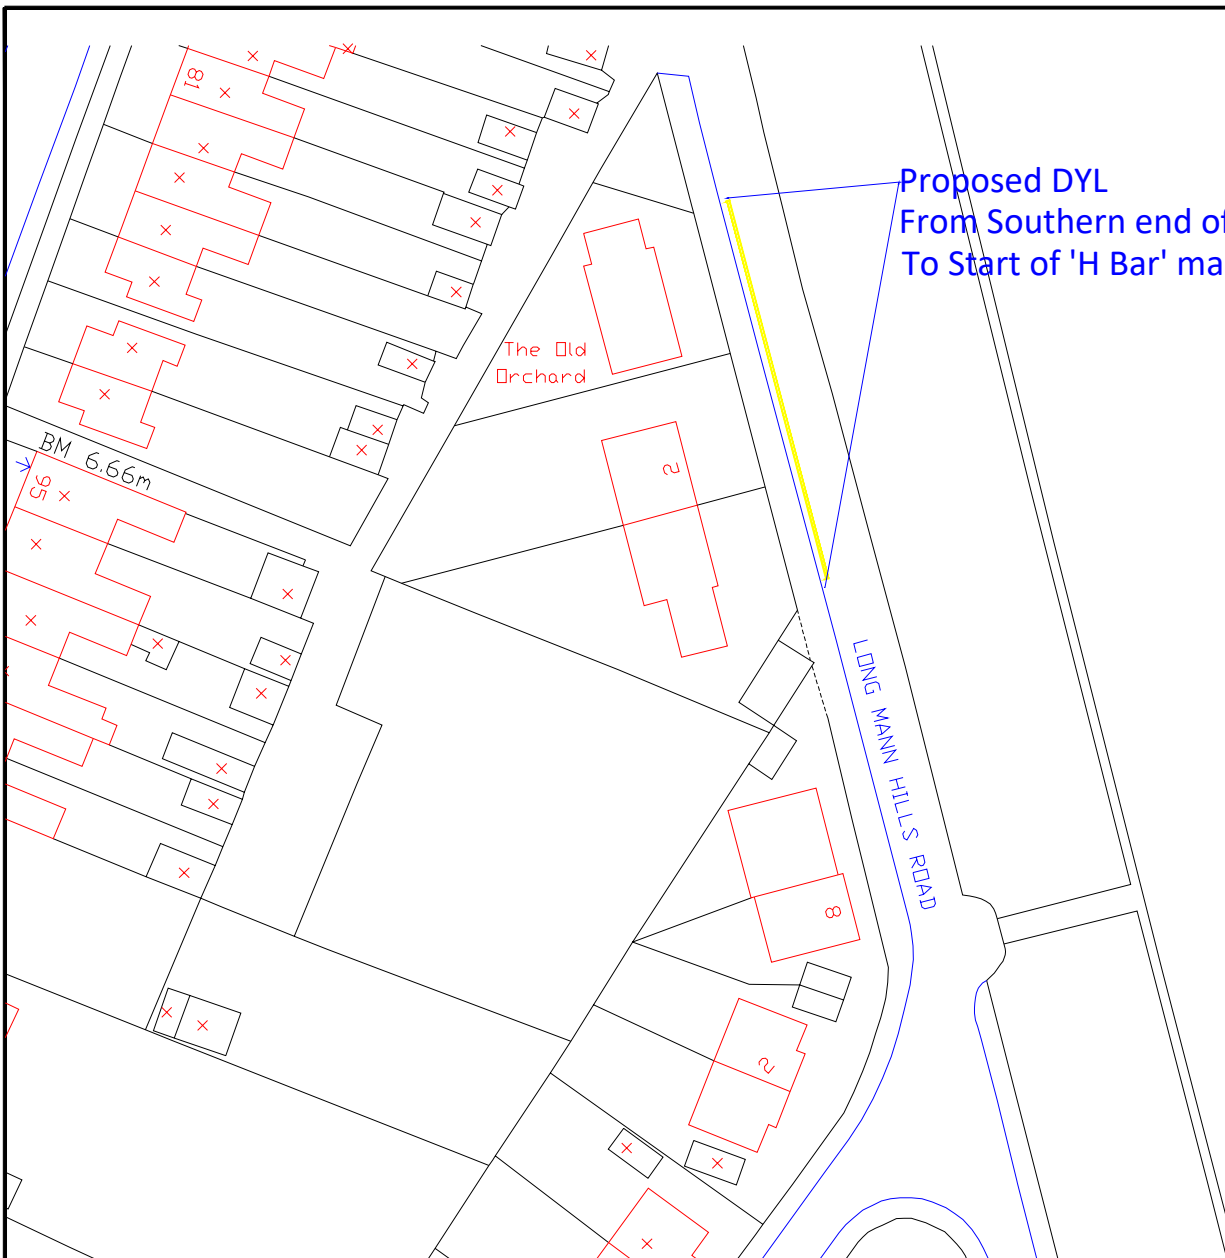 Proposed DYL
From Southern end of
To Start of 'H Bar' ma
81
The Old
Orchard
BM 6.66m
95
2
LONG MANN HILLS ROAD
8
2